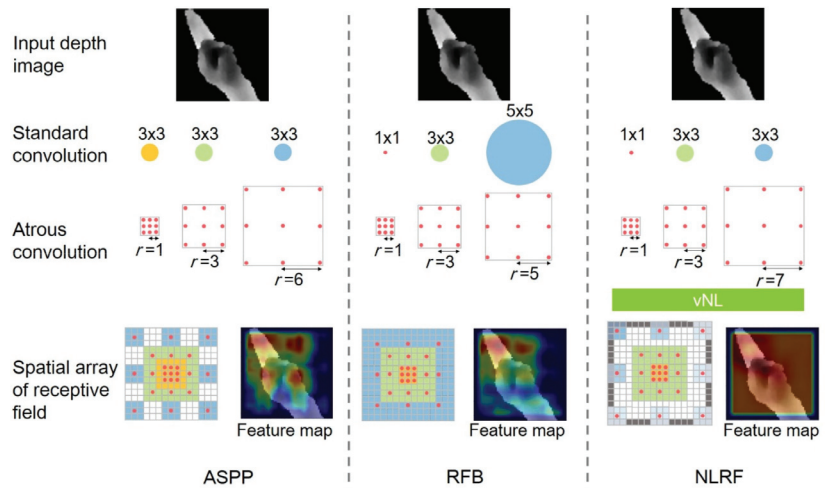 Input depth
image
Standard
convolution
3x3 3x3 3x3
1x1 3x3 5x5
1x1 3x3 3x3
Atrous
convolution
r=1 r=3 r=6
r=1 r=3 r=5
r=1 r=3 r=7
vNL
Spatial array
of receptive
field
Feature map
Feature map
Feature map
ASPP RFB NLRF